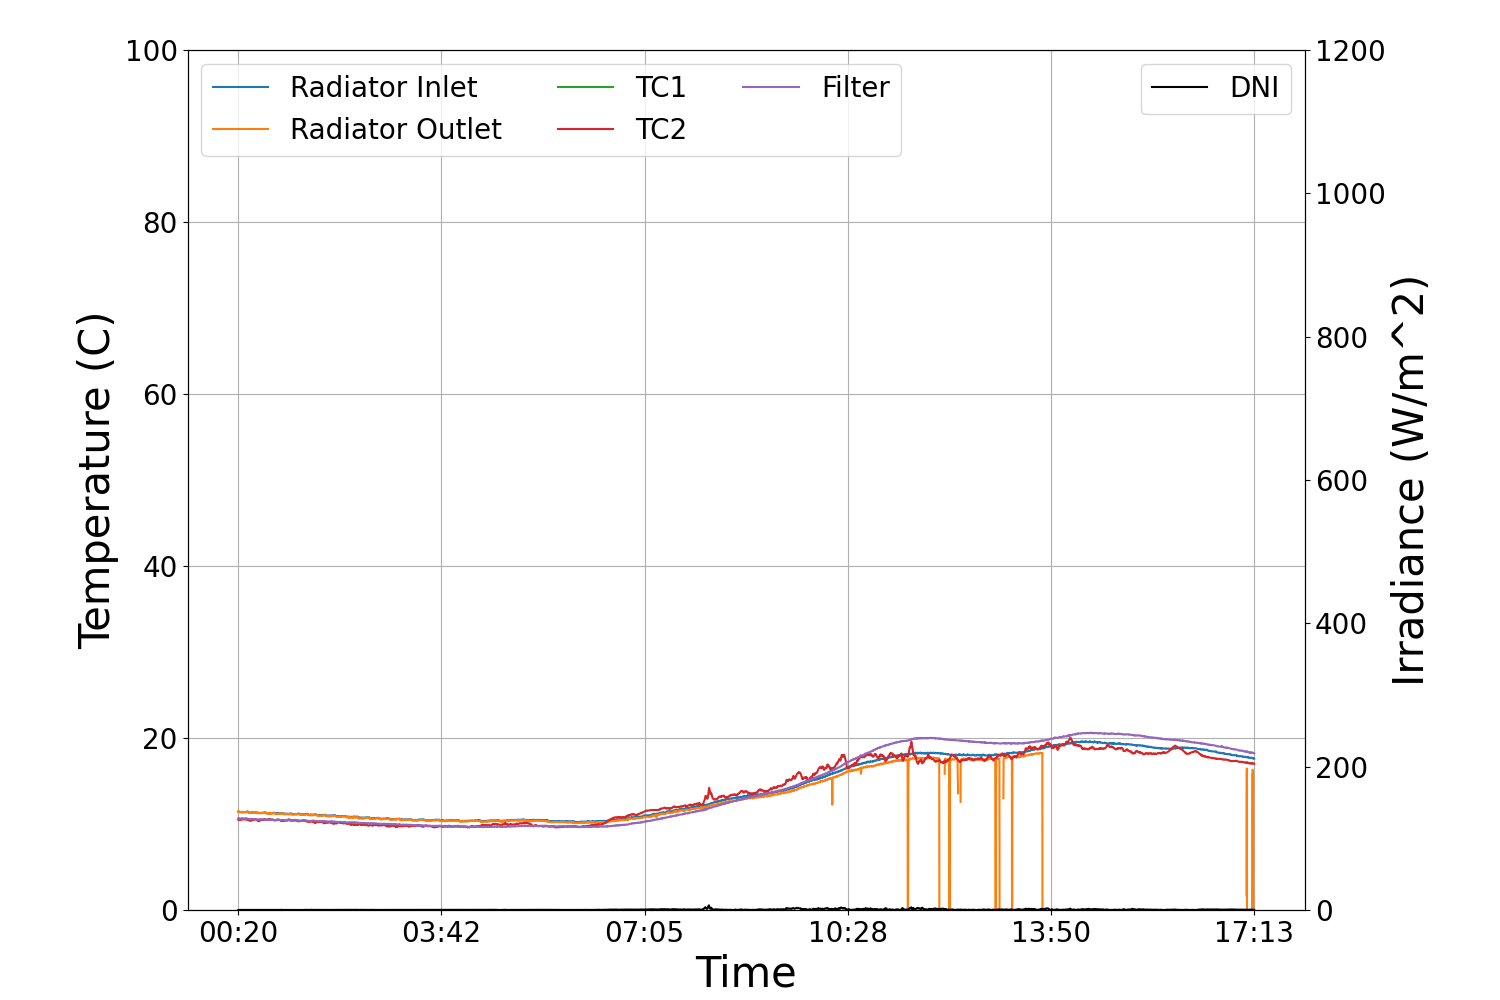 100
80
60
40
20
0
Temperature (C)
Radiator Inlet
Radiator Outlet
TC1
TC2
Filter
DNI
1200
1000
800
600
400
200
0
Irradiance (W/m^2)
00:20 03:42 07:05 10:28 13:50 17:13
Time